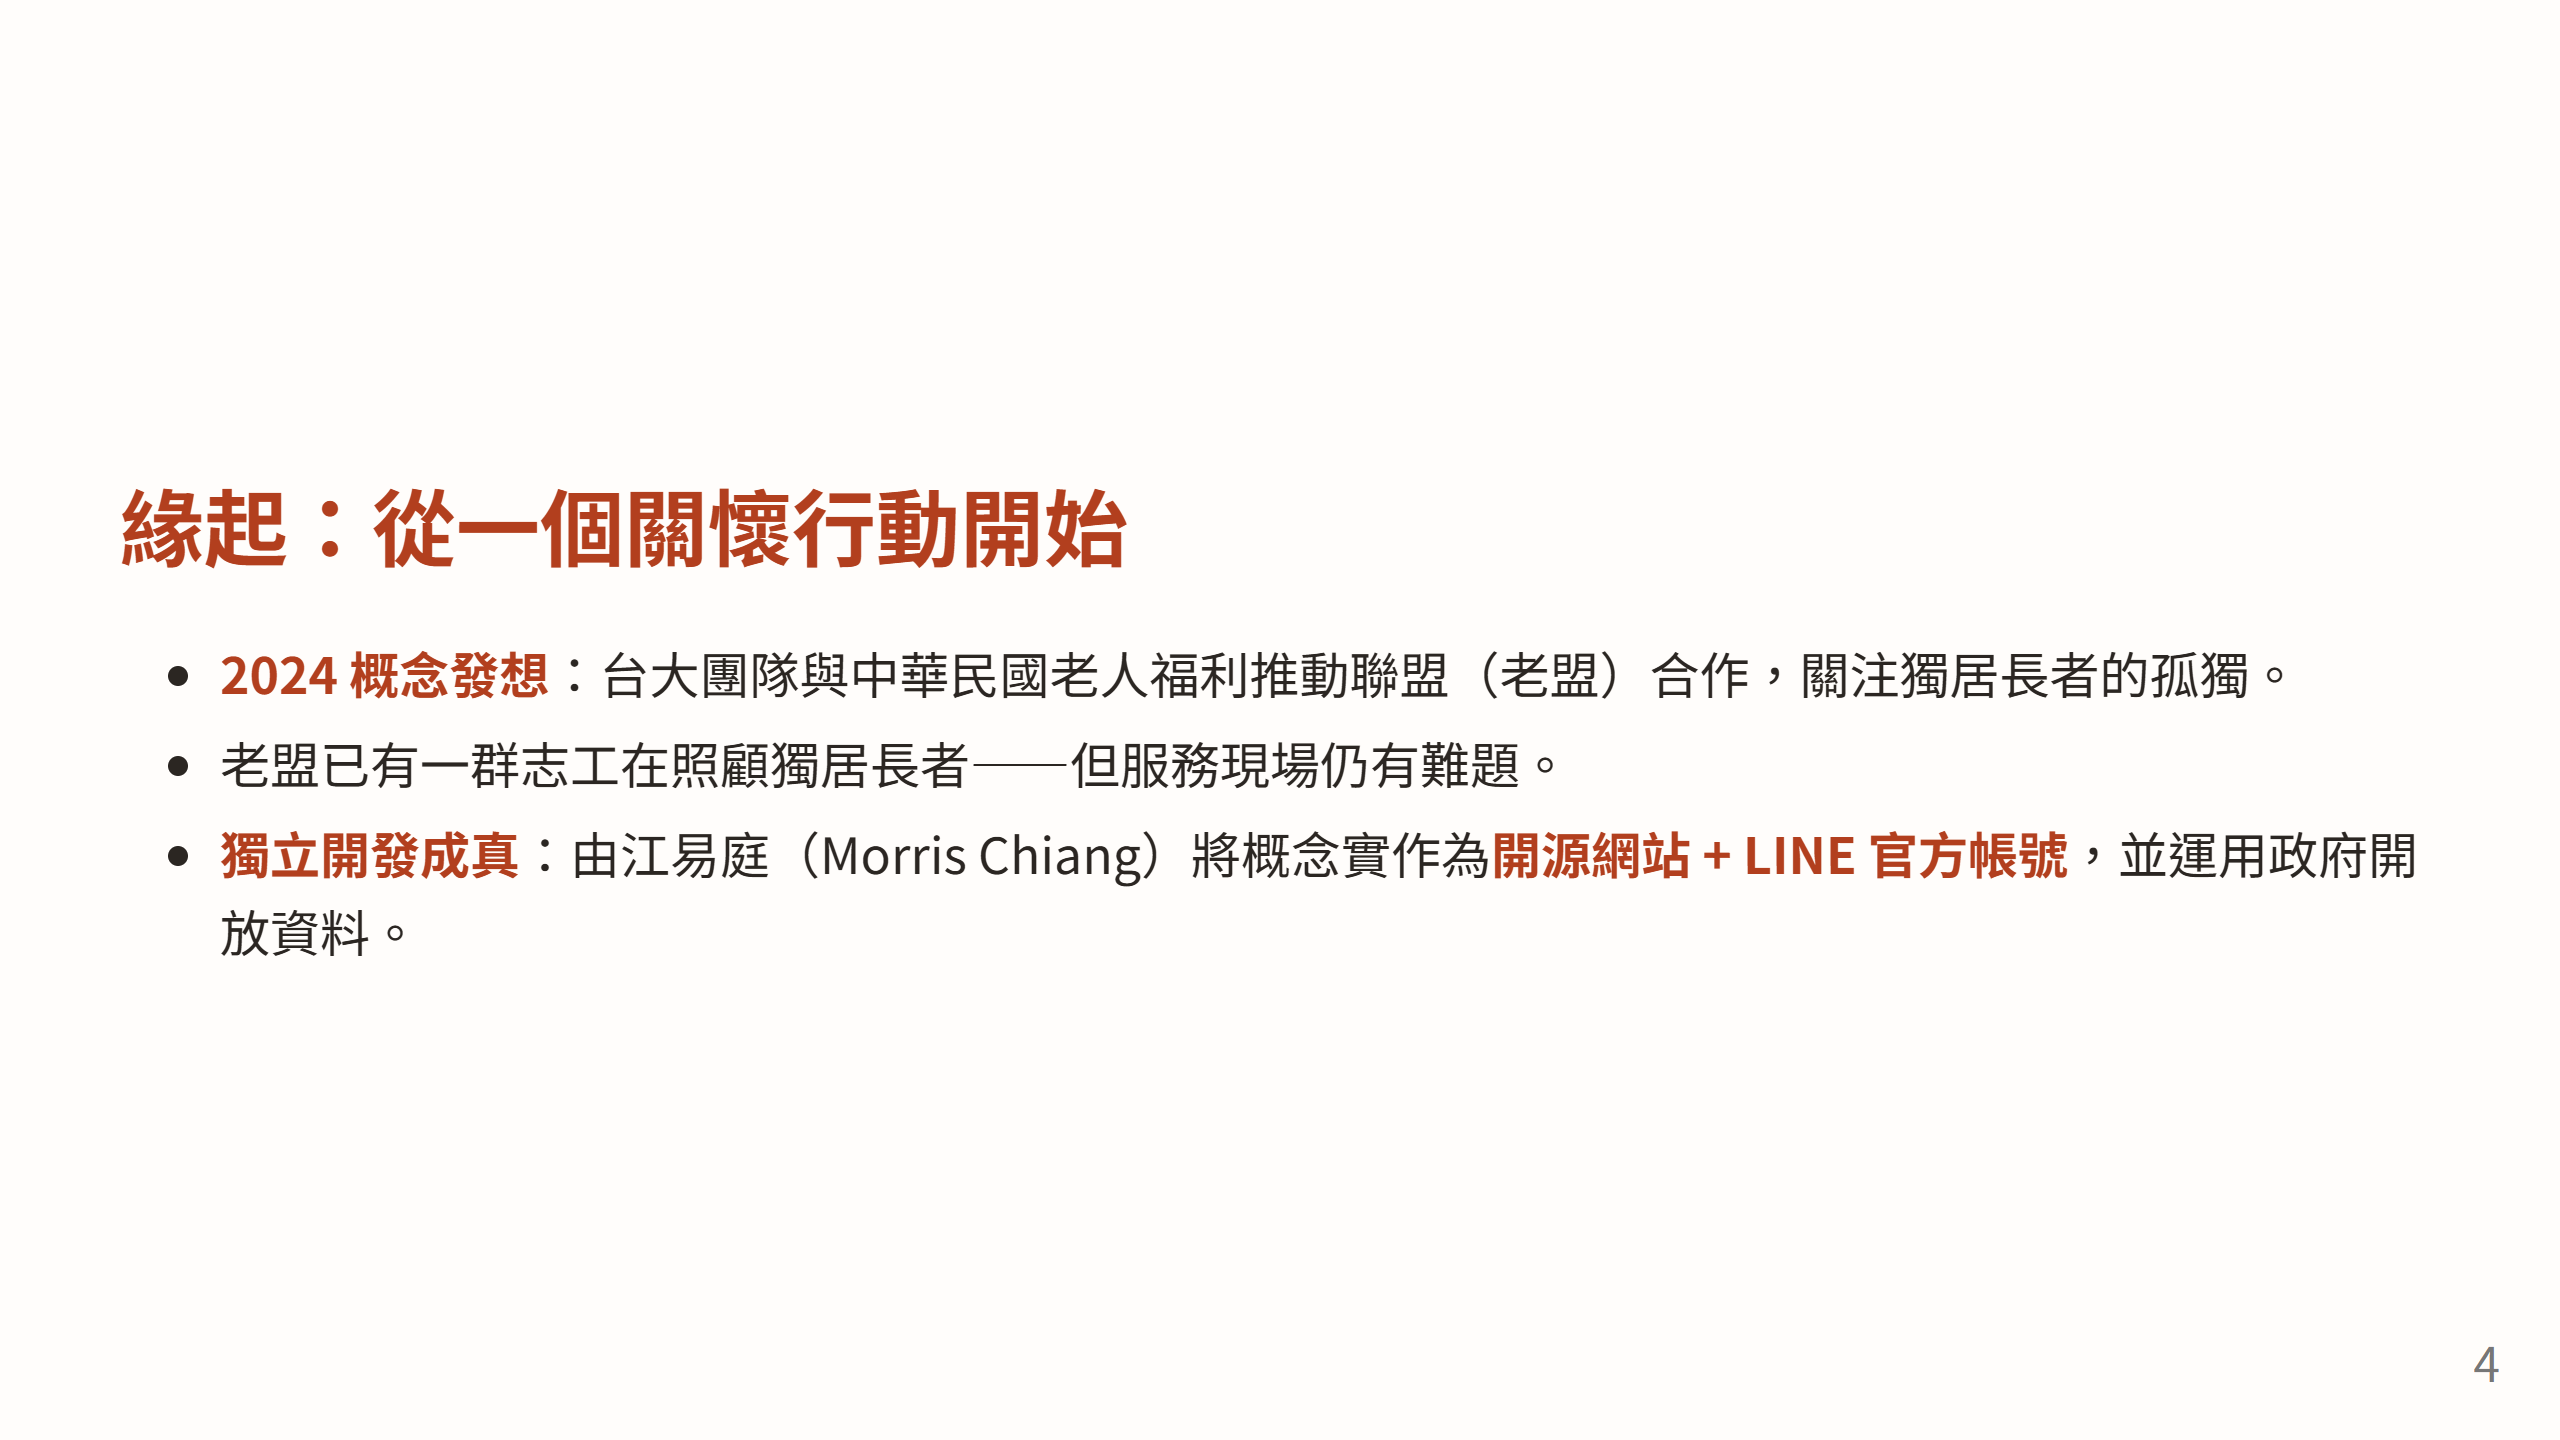 緣起：從一個關懷行動開始
2024 概念發想：台大團隊與中華民國老人福利推動聯盟（老盟）合作，關注獨居長者的孤獨。
老盟已有一群志工在照顧獨居長者——但服務現場仍有難題。
獨立開發成真：由江易庭（Morris Chiang）將概念實作為開源網站 + LINE 官方帳號，並運用政府開
放資料。
4